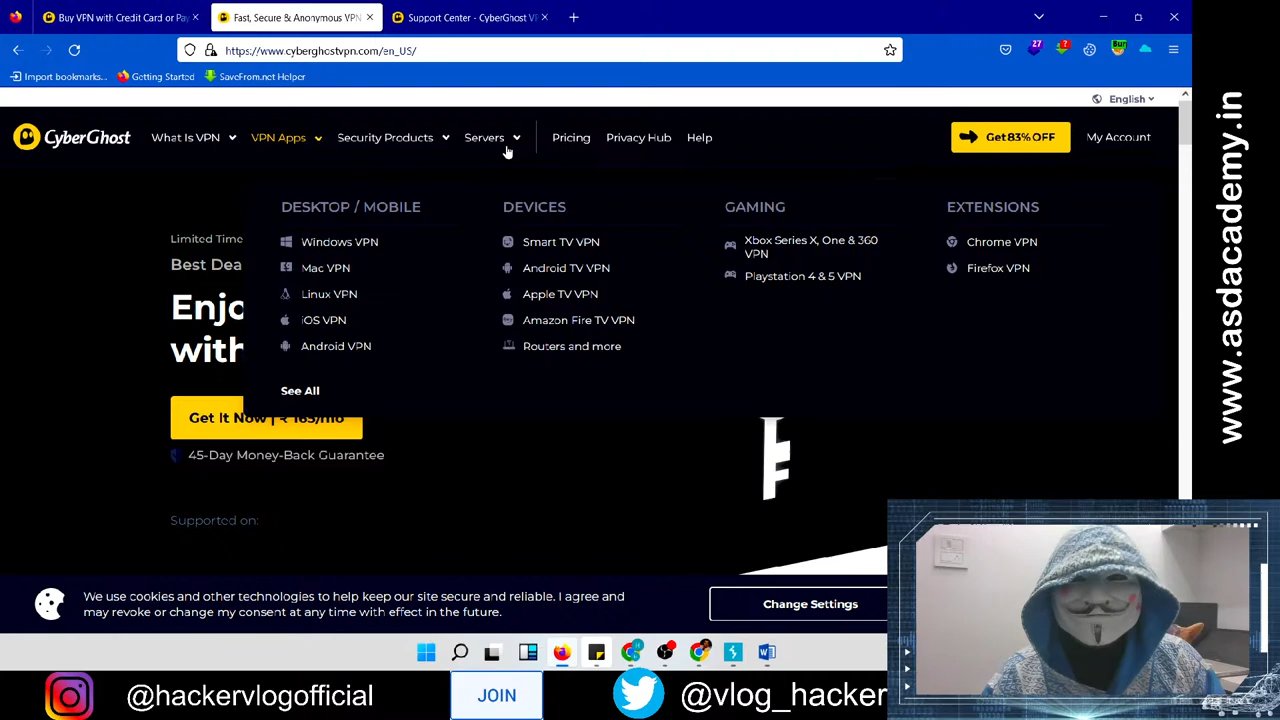 Buy VPN with Credit Card or Pay
Fast, Secure & Anonymous VPN
Support Center - CyberGhost VP
https://www.cyberghostvpn.com/en_US/
27
?
Import bookmarks...
Getting Started
SaveFrom.net Helper
English
CyberGhost
What Is VPN
VPN Apps
Security Products
Servers
Pricing
Privacy Hub
Help
Get 83% OFF
My Account
DESKTOP / MOBILE
Windows VPN
Mac VPN
Linux VPN
iOS VPN
Android VPN
See All
DEVICES
Smart TV VPN
Android TV VPN
Apple TV VPN
Amazon Fire TV VPN
Routers and more
GAMING
Xbox Series X, One & 360
VPN
Playstation 4 & 5 VPN
EXTENSIONS
Chrome VPN
Firefox VPN
Limited Time
Best Dea
Enjo
with
Get It Now | ₹ 165/mo
45-Day Money-Back Guarantee
Supported on:
We use cookies and other technologies to help keep our site secure and reliable. I agree and
may revoke or change my consent at any time with effect in the future.
Change Settings
@hackervlogofficial
JOIN
@vlog_hacker
www.asdacademy.in